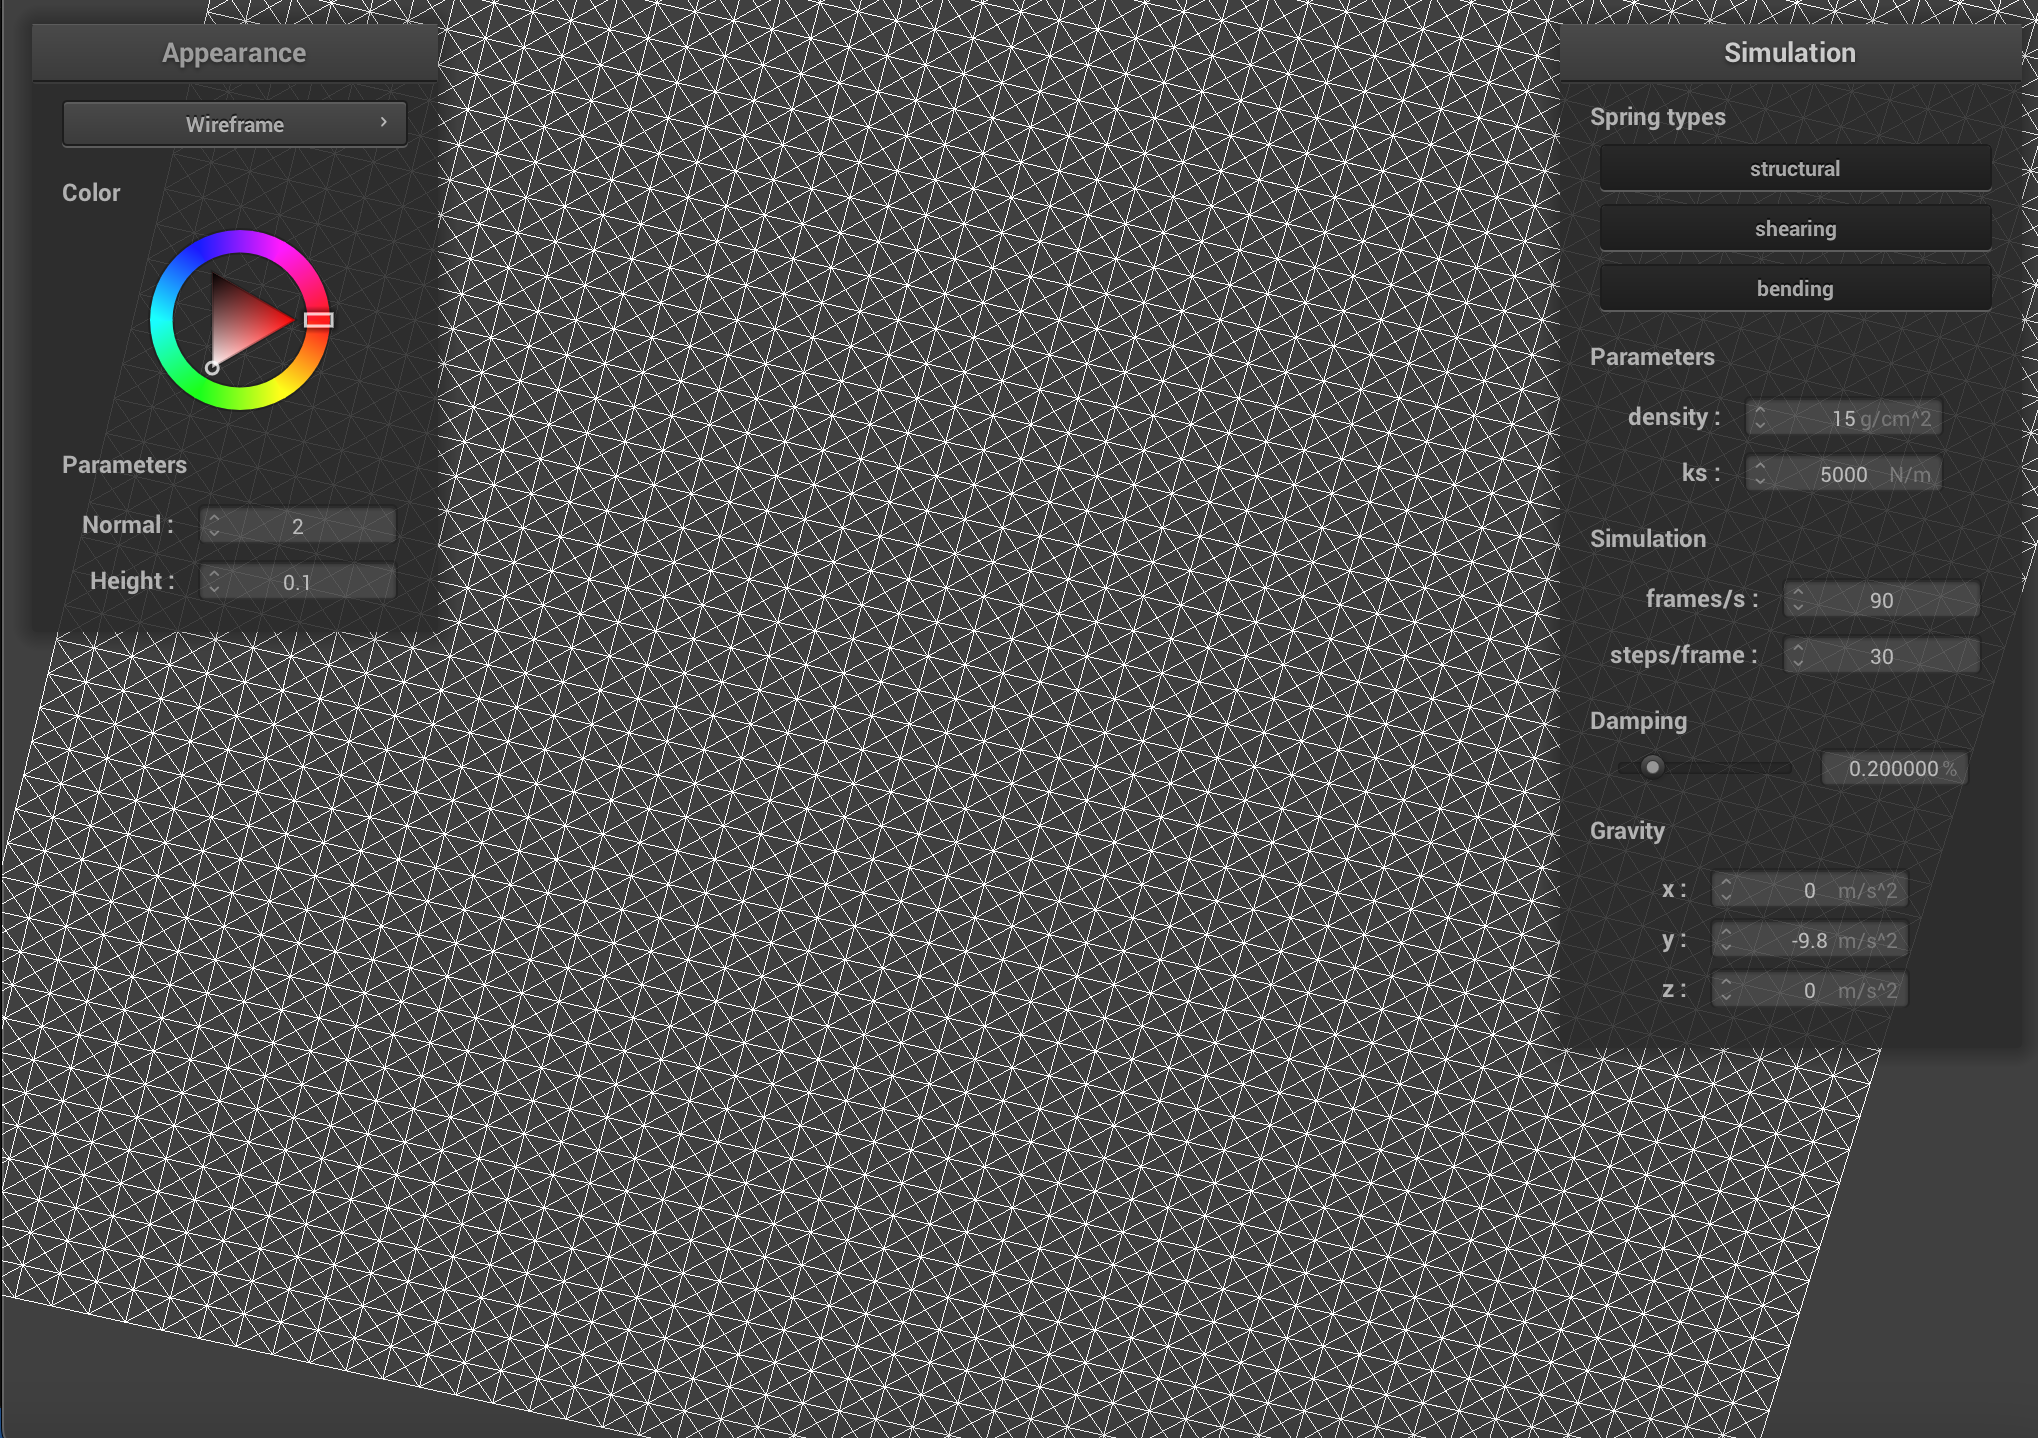 Appearance
Wireframe
Color
Parameters
Normal : 2
Height : 0.1
Simulation
Spring types
structural
shearing
bending
Parameters
density : 15 g/cm^2
ks : 5000 N/m
Simulation
frames/s : 90
steps/frame : 30
Damping
0.200000 %
Gravity
x : 0 m/s^2
y : -9.8 m/s^2
z : 0 m/s^2